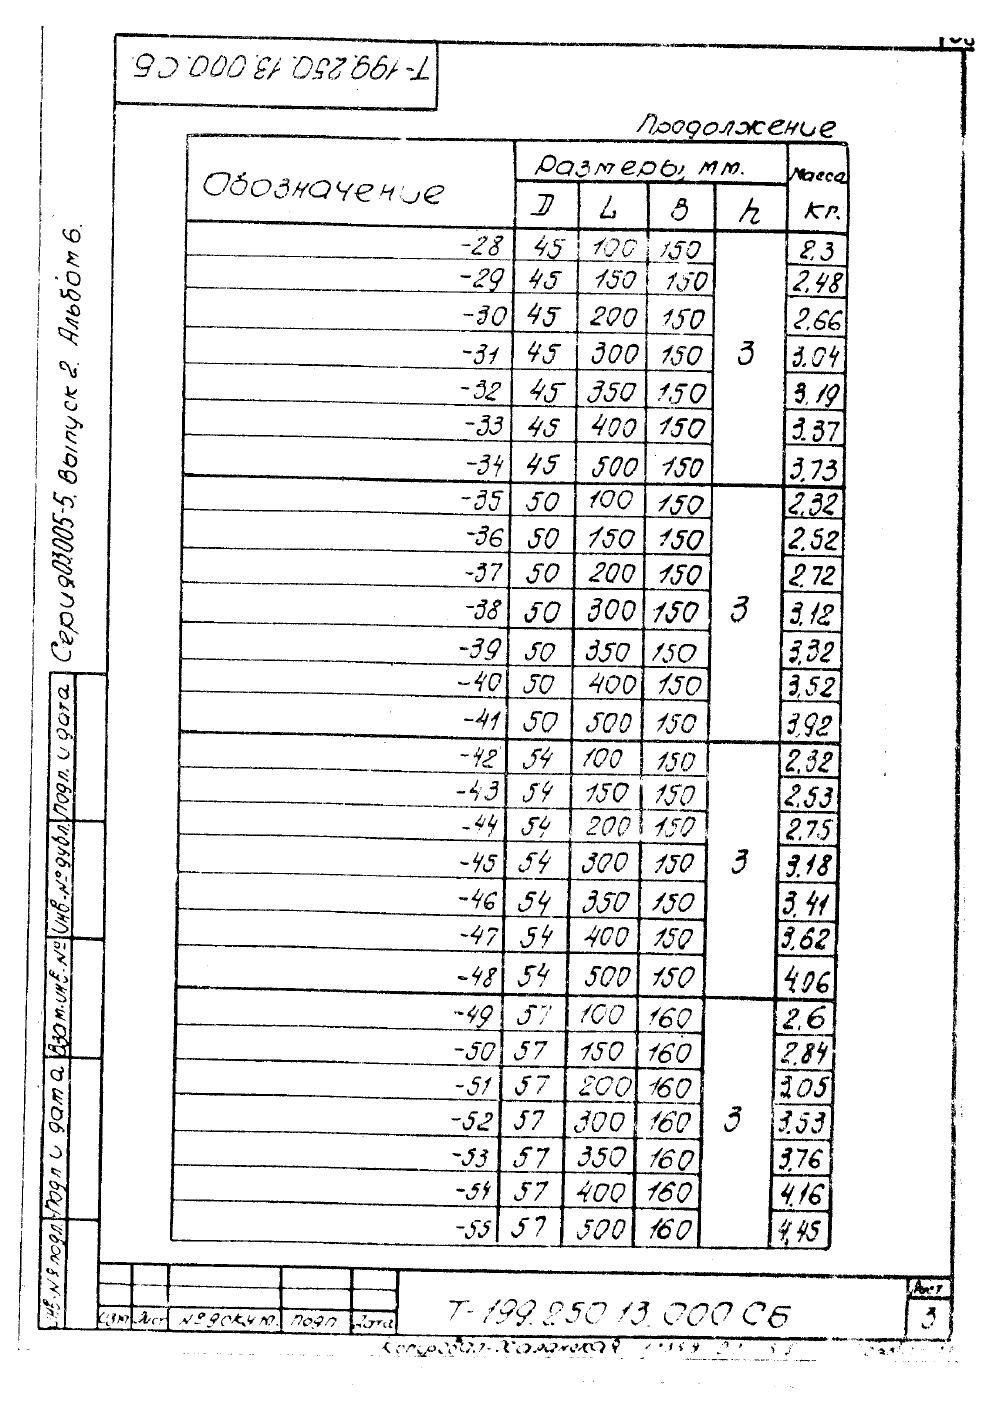 Т-199.250.13.000.СБ
Продолжение
Обозначение Размеры, мм. Масса кг.
D L B h
-28 45 100 150 3 2,3
-29 45 150 150 2,48
-30 45 200 150 2,66
-31 45 300 150 3,04
-32 45 350 150 3,19
-33 45 400 150 3,37
-34 45 500 150 3,73
-35 50 100 150 3 2,32
-36 50 150 150 2,52
-37 50 200 150 2,72
-38 50 300 150 3,12
-39 50 350 150 3,32
-40 50 400 150 3,52
-41 50 500 150 3,92
-42 54 100 150 3 2,32
-43 54 150 150 2,53
-44 54 200 150 2,75
-45 54 300 150 3,18
-46 54 350 150 3,41
-47 54 400 150 3,62
-48 54 500 150 4,06
-49 57 100 160 3 2,6
-50 57 150 160 2,84
-51 57 200 160 3,05
-52 57 300 160 3,53
-53 57 350 160 3,76
-54 57 400 160 4,16
-55 57 500 160 4,45
Серия 03.005-5. Выпуск 2. Альбом 6.
Подп. и дата
Инв. № дубл.
Взам. инв. №
Подп и дата
Инв. № подл.
Изм Лист № докум. Подп Дата
Т-199.250.13.000 СБ
Лист
3
Копировал